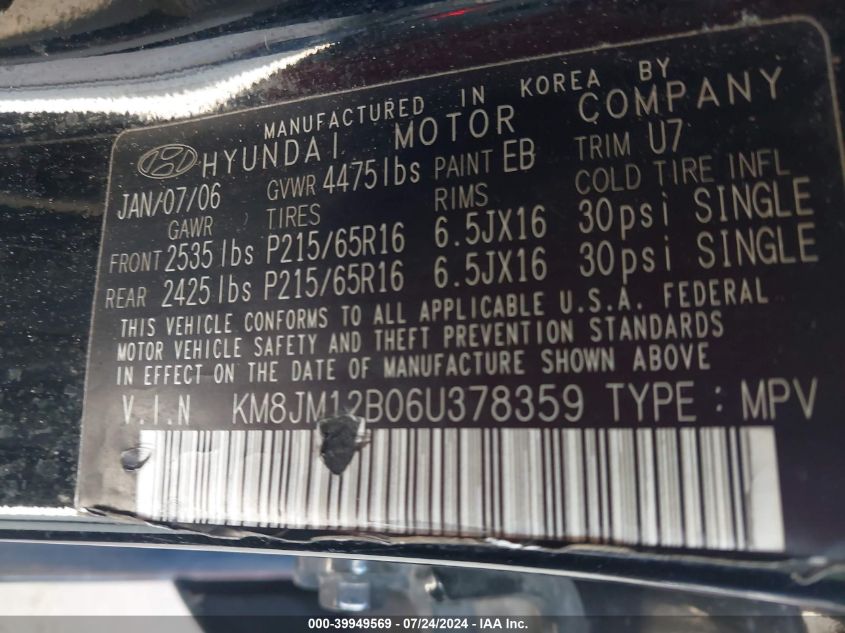 MANUFACTURED IN KOREA BY
HYUNDAI MOTOR COMPANY
JAN/07/06 GVWR 4475lbs PAINT EB TRIM U7
GAWR TIRES RIMS COLD TIRE INFL
FRONT 2535lbs P215/65R16 6.5JX16 30psi SINGLE
REAR 2425lbs P215/65R16 6.5JX16 30psi SINGLE
THIS VEHICLE CONFORMS TO ALL APPLICABLE U.S.A. FEDERAL
MOTOR VEHICLE SAFETY AND THEFT PREVENTION STANDARDS
IN EFFECT ON THE DATE OF MANUFACTURE SHOWN ABOVE
V.I.N KM8JM12B06U378359 TYPE : MPV
000-39949569 - 07/24/2024 - IAA Inc.